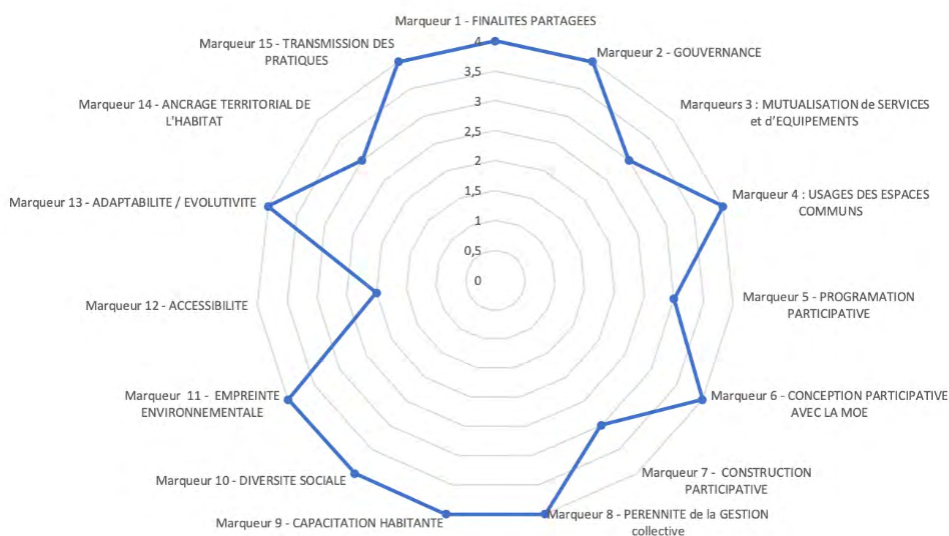 Marqueur 1 - FINALITES PARTAGEES
Marqueur 2 - GOUVERNANCE
Marqueurs 3 : MUTUALISATION de SERVICES
et d'EQUIPEMENTS
Marqueur 4 : USAGES DES ESPACES
COMMUNS
Marqueur 5 - PROGRAMATION
PARTICIPATIVE
Marqueur 6 - CONCEPTION PARTICIPATIVE
AVEC LA MOE
Marqueur 7 - CONSTRUCTION
PARTICIPATIVE
Marqueur 8 - PERENNITE de la GESTION
collective
Marqueur 9 - CAPACITATION HABITANTE
Marqueur 10 - DIVERSITE SOCIALE
Marqueur 11 - EMPREINTE
ENVIRONNEMENTALE
Marqueur 12 - ACCESSIBILITE
Marqueur 13 - ADAPTABILITE / EVOLUTIVITE
Marqueur 14 - ANCRAGE TERRITORIAL DE
L'HABITAT
Marqueur 15 - TRANSMISSION DES
PRATIQUES
4
3,5
3
2,5
2
1,5
1
0,5
0